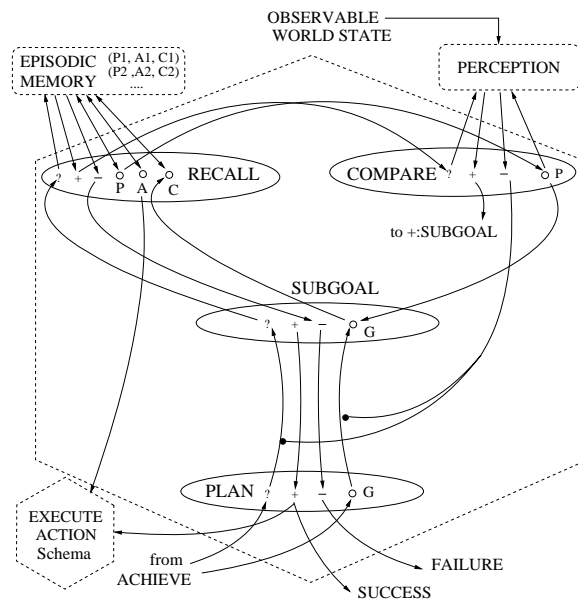 OBSERVABLE
WORLD STATE
EPISODIC
MEMORY
(P1, A1, C1)
(P2 ,A2, C2)
....
PERCEPTION
? + − P A C RECALL
COMPARE ? + − P
to +:SUBGOAL
SUBGOAL
? + − G
PLAN ? + − G
EXECUTE
ACTION
Schema
from
ACHIEVE
FAILURE
SUCCESS